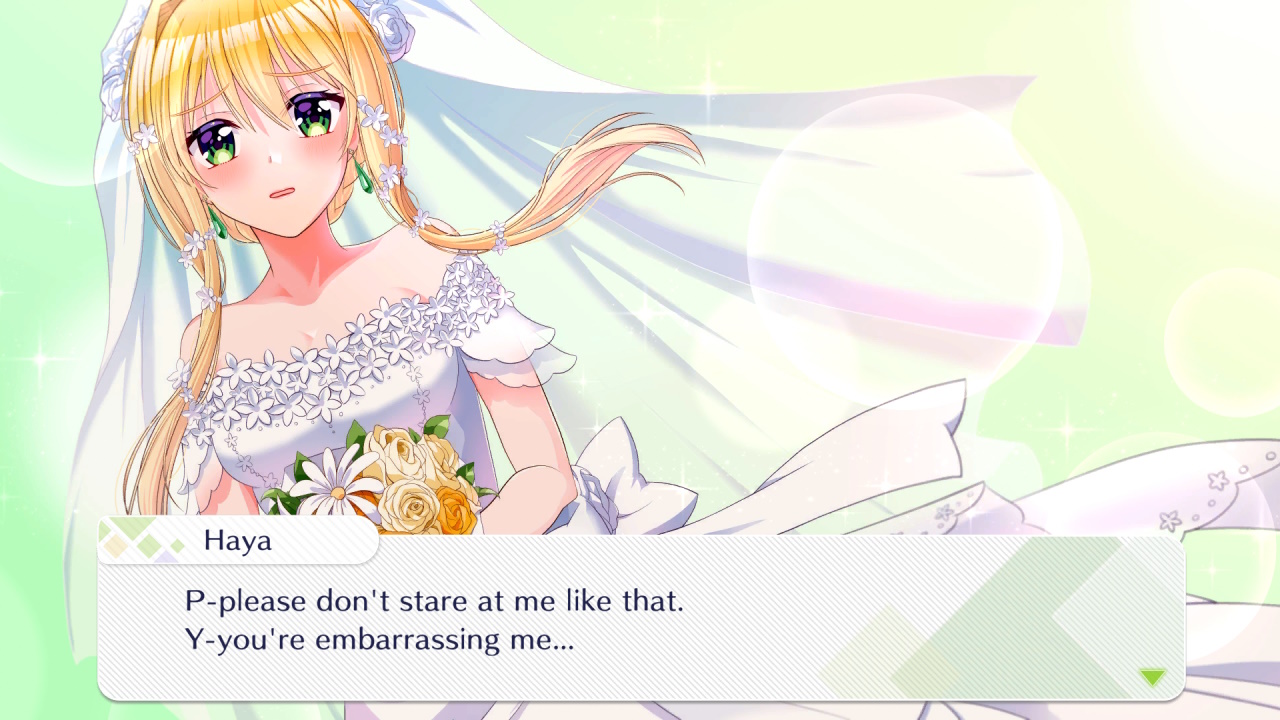 Haya
P-please don't stare at me like that.
Y-you're embarrassing me...